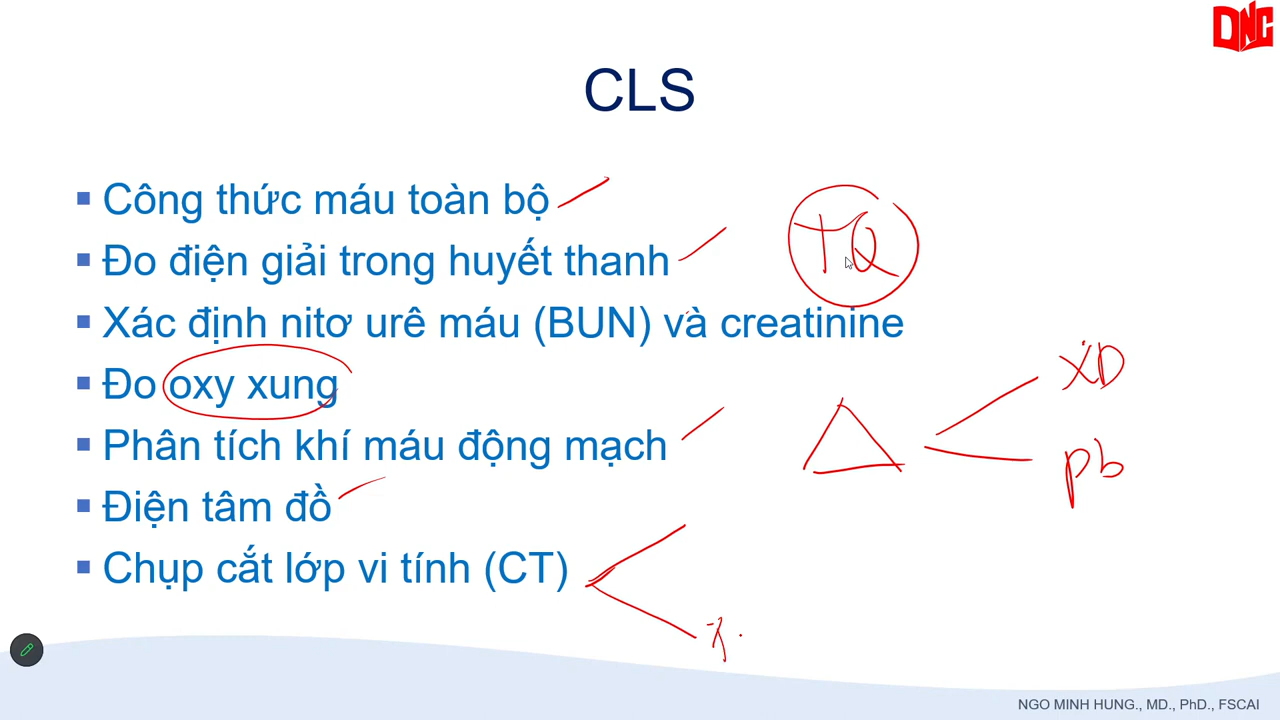 DNC
CLS
Công thức máu toàn bộ
Đo điện giải trong huyết thanh
TQ
Xác định nitơ urê máu (BUN) và creatinine
Đo oxy xung
XĐ
Phân tích khí máu động mạch
pb
Điện tâm đồ
Chụp cắt lớp vi tính (CT)
NGO MINH HUNG., MD., PhD., FSCAI